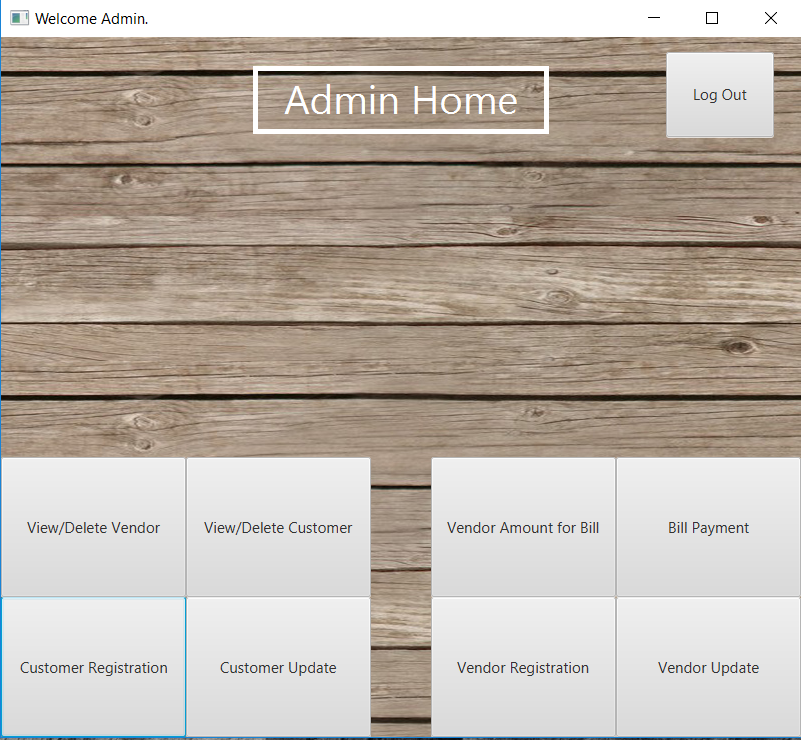 Welcome Admin.
Admin Home
Log Out
View/Delete Vendor
View/Delete Customer
Vendor Amount for Bill
Bill Payment
Customer Registration
Customer Update
Vendor Registration
Vendor Update